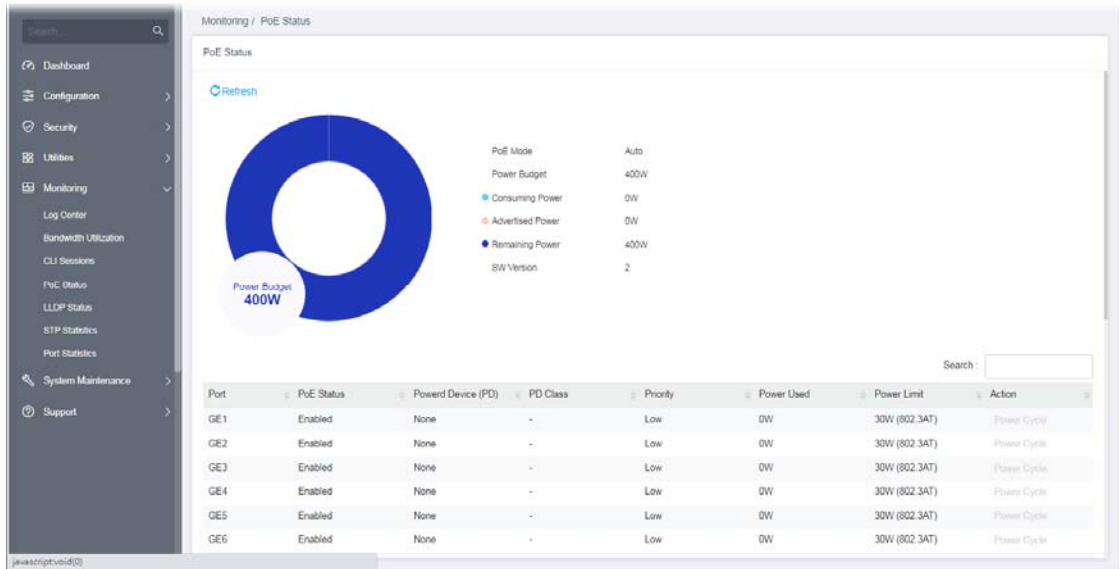 Search...
Dashboard
Configuration
Security
Utilities
Monitoring
Log Center
Bandwidth Utilization
CLI Sessions
PoE Status
LLDP Status
STP Statistics
Port Statistics
System Maintenance
Support
Monitoring / PoE Status
PoE Status
Refresh
Power Budget
400W
PoE Mode Auto
Power Budget 400W
Consuming Power 0W
Advertised Power 0W
Remaining Power 400W
SW Version 2
Search :
Port PoE Status Powerd Device (PD) PD Class Priority Power Used Power Limit Action
GE1 Enabled None - Low 0W 30W (802.3AT) Power Cycle
GE2 Enabled None - Low 0W 30W (802.3AT) Power Cycle
GE3 Enabled None - Low 0W 30W (802.3AT) Power Cycle
GE4 Enabled None - Low 0W 30W (802.3AT) Power Cycle
GE5 Enabled None - Low 0W 30W (802.3AT) Power Cycle
GE6 Enabled None - Low 0W 30W (802.3AT) Power Cycle
javascript:void(0)